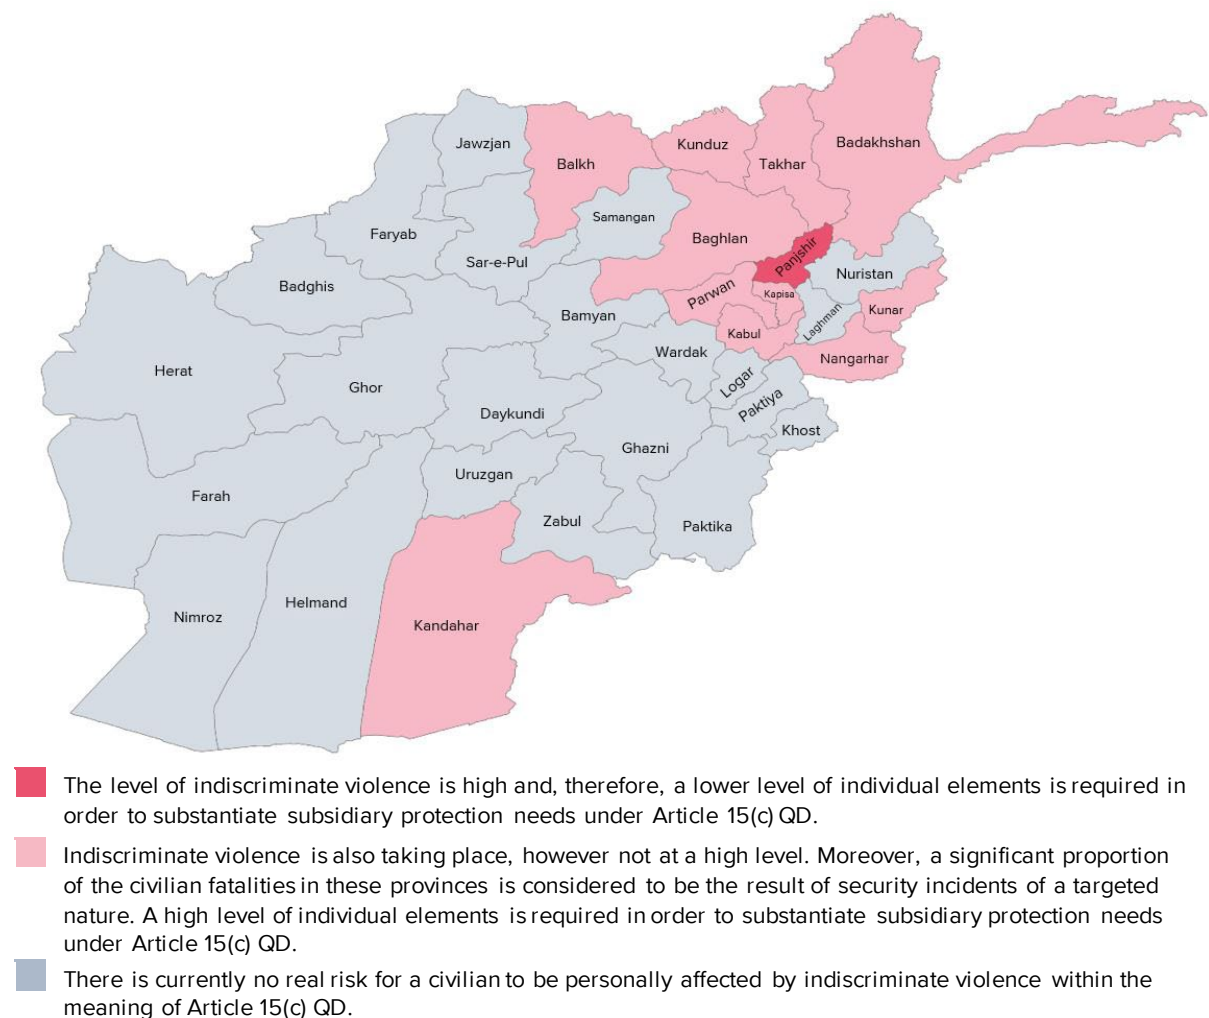 Jawzjan
Balkh
Kunduz
Takhar
Badakhshan
Samangan
Faryab
Baghlan
Sar-e-Pul
Panjshir
Nuristan
Badghis
Parwan
Kapisa
Laghman
Kunar
Bamyan
Kabul
Wardak
Nangarhar
Herat
Ghor
Logar
Paktiya
Daykundi
Khost
Ghazni
Uruzgan
Farah
Zabul
Paktika
Helmand
Nimroz
Kandahar
The level of indiscriminate violence is high and, therefore, a lower level of individual elements is required in
order to substantiate subsidiary protection needs under Article 15(c) QD.
Indiscriminate violence is also taking place, however not at a high level. Moreover, a significant proportion
of the civilian fatalities in these provinces is considered to be the result of security incidents of a targeted
nature. A high level of individual elements is required in order to substantiate subsidiary protection needs
under Article 15(c) QD.
There is currently no real risk for a civilian to be personally affected by indiscriminate violence within the
meaning of Article 15(c) QD.